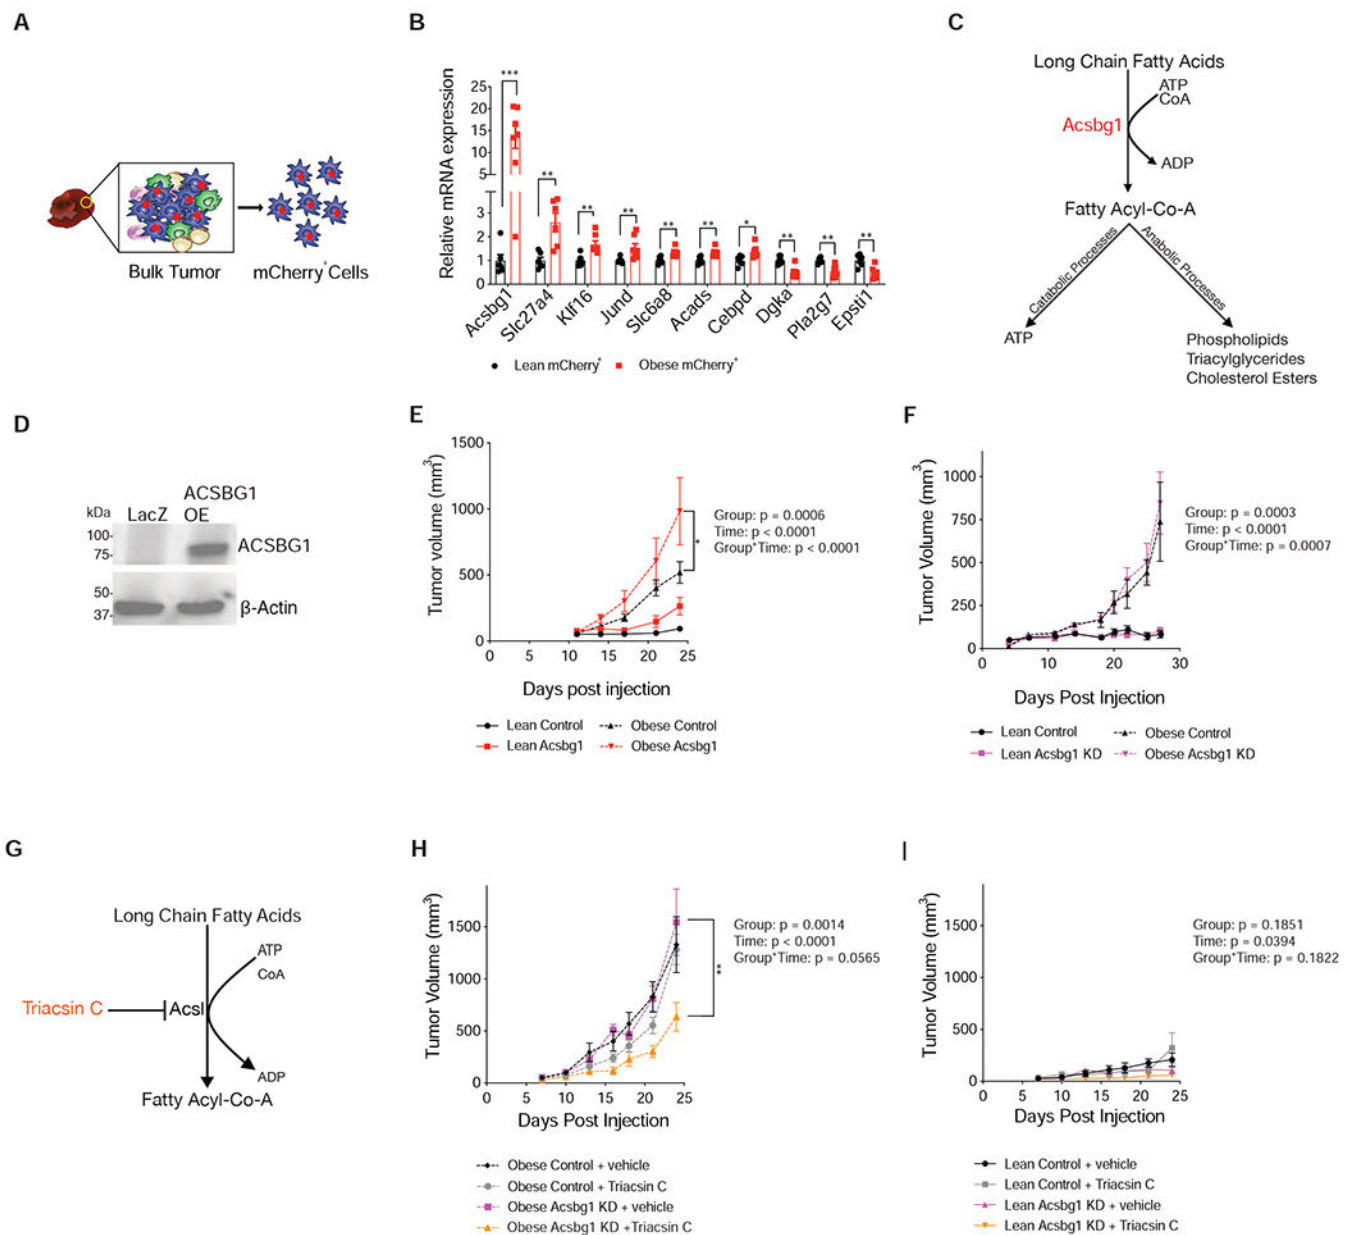 A
Bulk Tumor
mCherry+Cells
B
Relative mRNA expression
25
20
15
10
5
3
2
1
0
***
**
**
**
**
**
*
**
**
**
Acsbg1
Slc27a4
Klf16
Jund
Slc6a8
Acads
Cebpd
Dgka
Pla2g7
Epsti1
Lean mCherry+
Obese mCherry+
C
Long Chain Fatty Acids
ATP
CoA
Acsbg1
ADP
Fatty Acyl-Co-A
Catabolic Processes
Anabolic Processes
ATP
Phospholipids
Triacylglycerides
Cholesterol Esters
D
kDa
LacZ
ACSBG1
OE
100-
75-
ACSBG1
50-
37-
β-Actin
E
Tumor volume (mm3)
1500
1000
500
0
0 5 10 15 20 25
Days post injection
*
Group: p = 0.0006
Time: p < 0.0001
Group*Time: p < 0.0001
Lean Control
Obese Control
Lean Acsbg1
Obese Acsbg1
F
Tumor Volume (mm3)
1000
750
500
250
0
0 10 20 30
Days Post Injection
Group: p = 0.0003
Time: p < 0.0001
Group*Time: p = 0.0007
Lean Control
Obese Control
Lean Acsbg1 KD
Obese Acsbg1 KD
G
Long Chain Fatty Acids
ATP
CoA
Triacsin C
Acsl
ADP
Fatty Acyl-Co-A
H
Tumor Volume (mm3)
1500
1000
500
0
0 5 10 15 20 25
Days Post Injection
**
Group: p = 0.0014
Time: p < 0.0001
Group*Time: p = 0.0565
Obese Control + vehicle
Obese Control + Triacsin C
Obese Acsbg1 KD + vehicle
Obese Acsbg1 KD +Triacsin C
I
Tumor Volume (mm3)
1500
1000
500
0
0 5 10 15 20 25
Days Post Injection
Group: p = 0.1851
Time: p = 0.0394
Group*Time: p = 0.1822
Lean Control + vehicle
Lean Control + Triacsin C
Lean Acsbg1 KD + vehicle
Lean Acsbg1 KD + Triacsin C